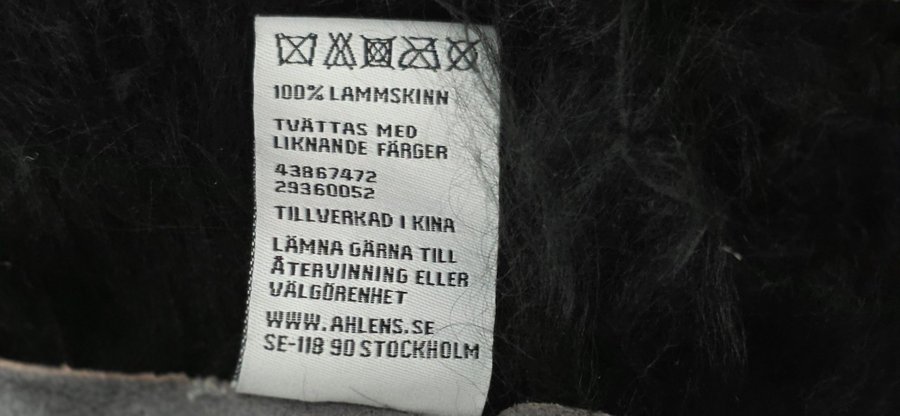 100% LAMMSKINN
TVÄTTAS MED
LIKNANDE FÄRGER
43867472
29360052
TILLVERKAD I KINA
LÄMNA GÄRNA TILL
ÅTERVINNING ELLER
VÄLGÖRENHET
WWW.AHLENS.SE
SE-118 90 STOCKHOLM